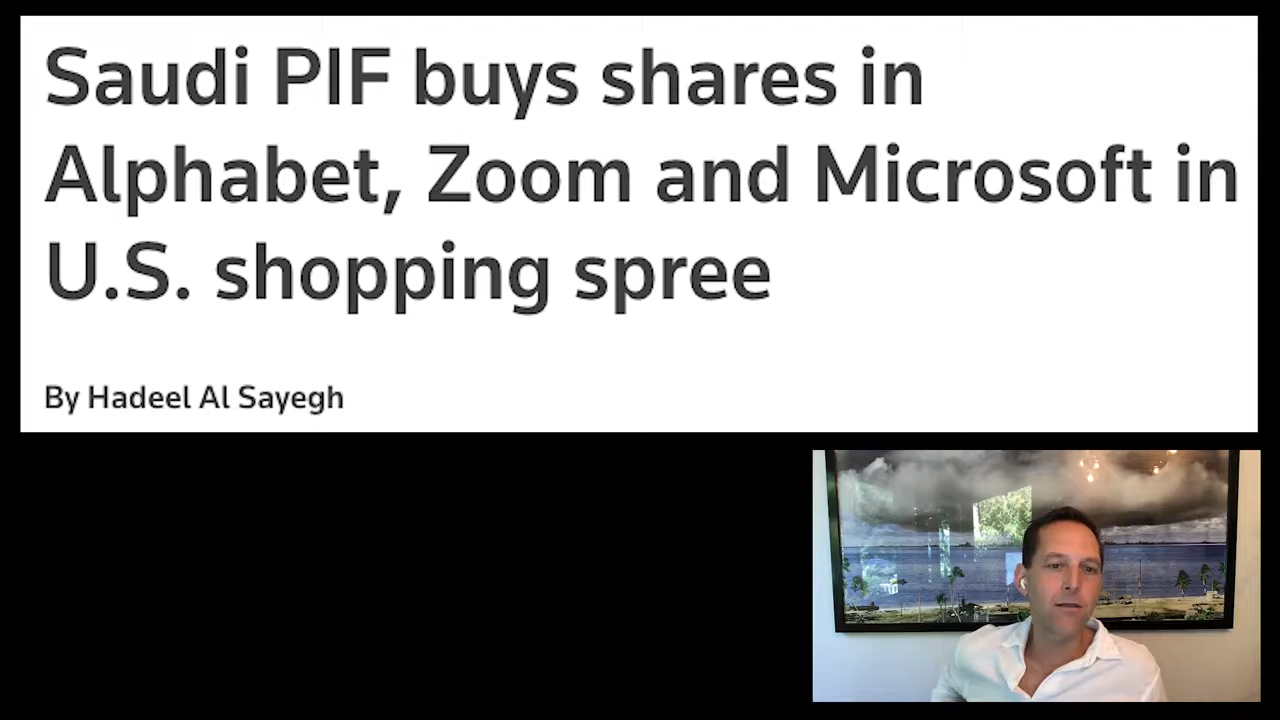 Saudi PIF buys shares in
Alphabet, Zoom and Microsoft in
U.S. shopping spree
By Hadeel Al Sayegh